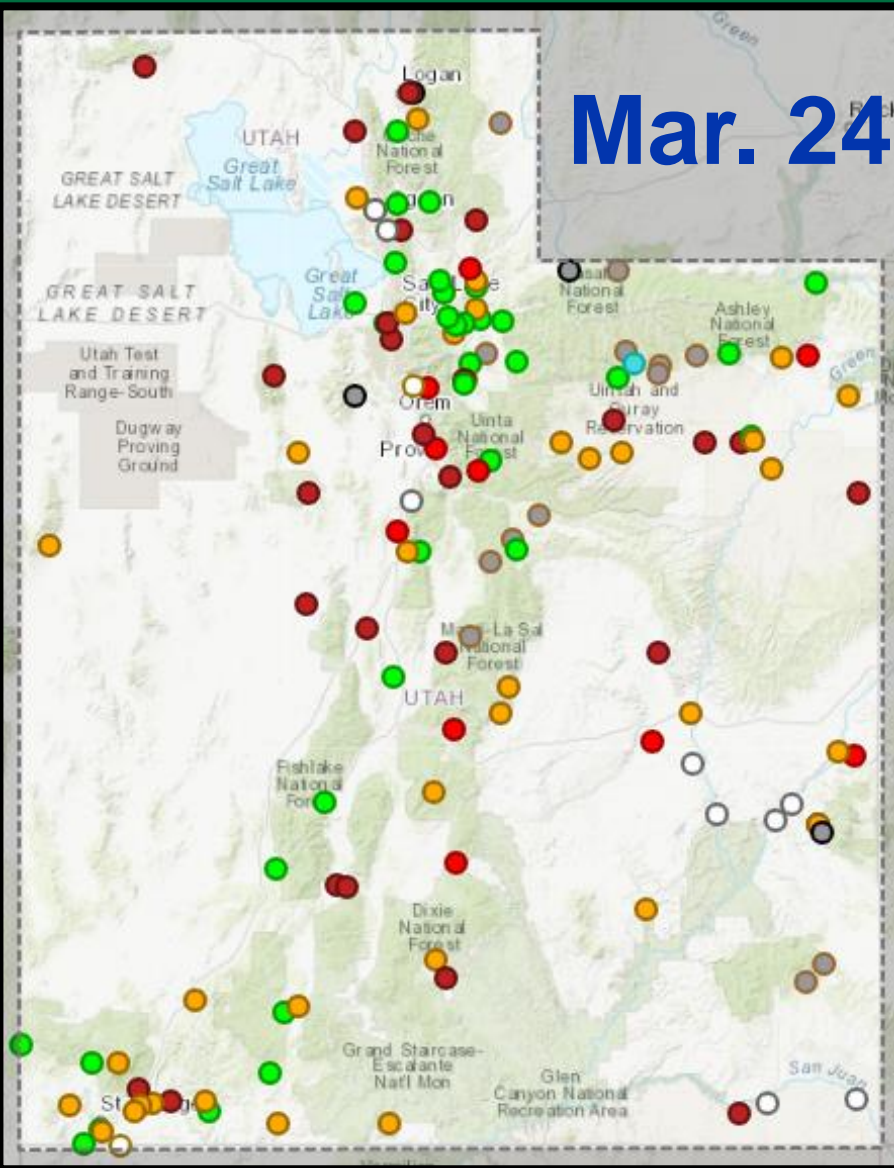 Green
Logan
Mar. 24
UTAH
National
Forest
Great
Salt Lake
GREAT SALT
LAKE DESERT
Great
Salt
Lake
City
GREAT SALT
LAKE DESERT
National
Forest
Ashley
National
Forest
Utah Test
and Training
Range-South
Green
Uintah and
Ouray
Reservation
Orem
Dugway
Proving
Ground
Uinta
National
Forest
National
Forest
UTAH
Fishlake
National
Dixie
National
Forest
Grand Staircase-
Escalante
Nat'l Mon
Glen
Canyon National
Recreation Area
San Juan